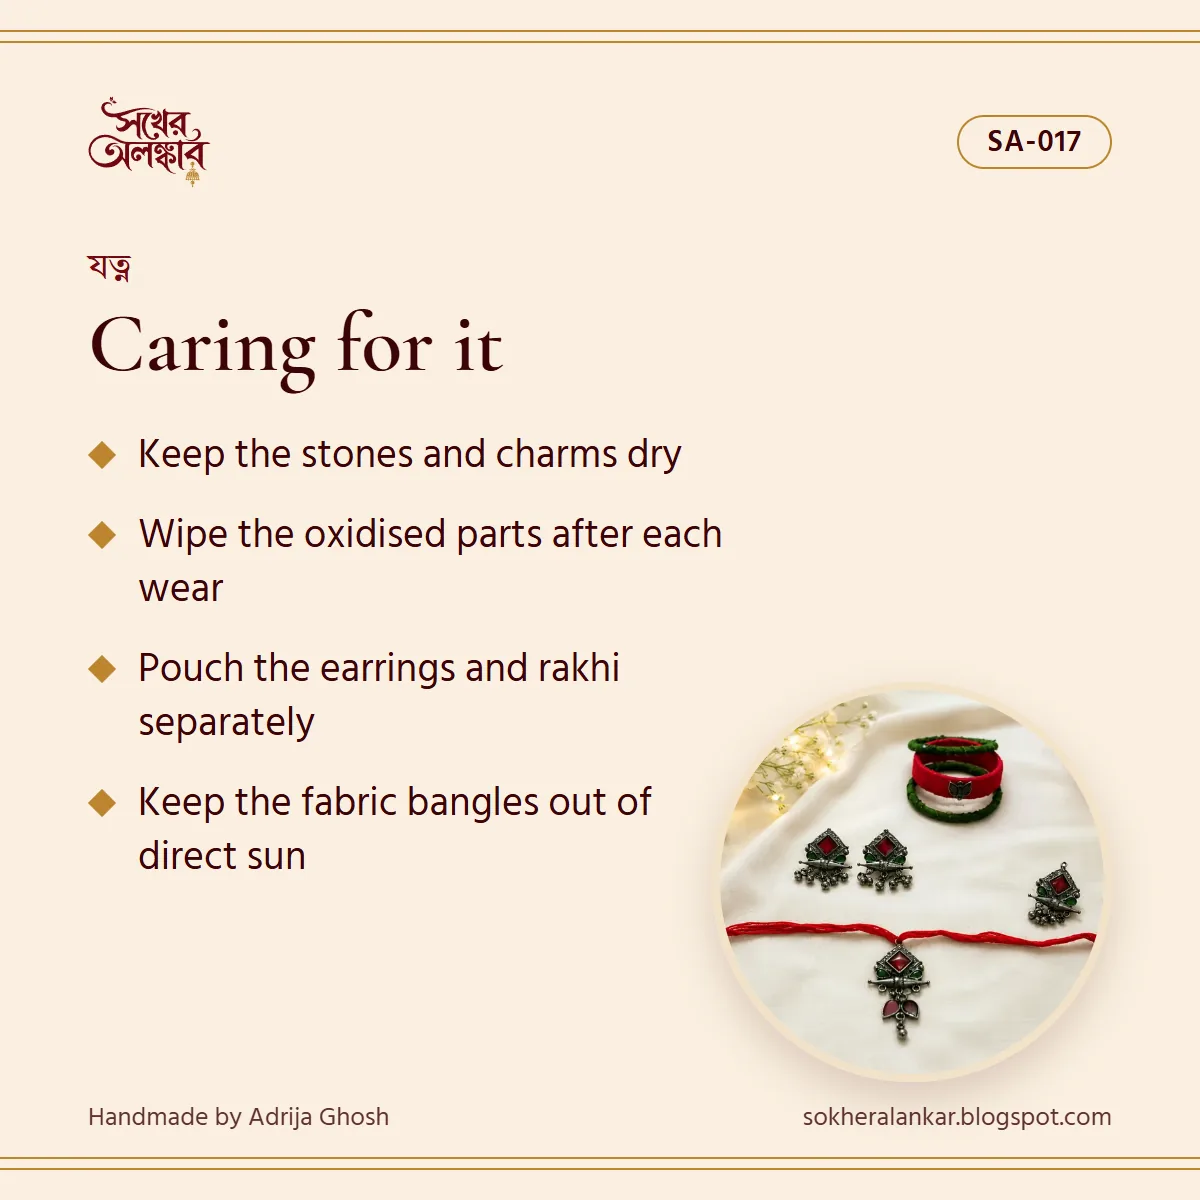 সখের
অলঙ্কার
SA-017
যত্ন
Caring for it
Keep the stones and charms dry
Wipe the oxidised parts after each
wear
Pouch the earrings and rakhi
separately
Keep the fabric bangles out of
direct sun
Handmade by Adrija Ghosh
sokheralankar.blogspot.com